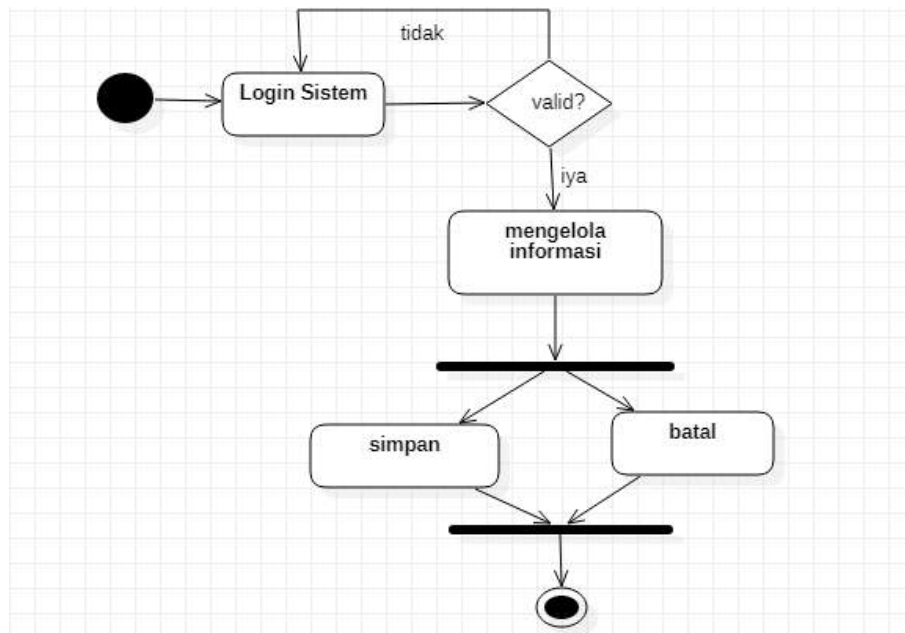 tidak
Login Sistem
valid?
iya
mengelola
informasi
simpan
batal